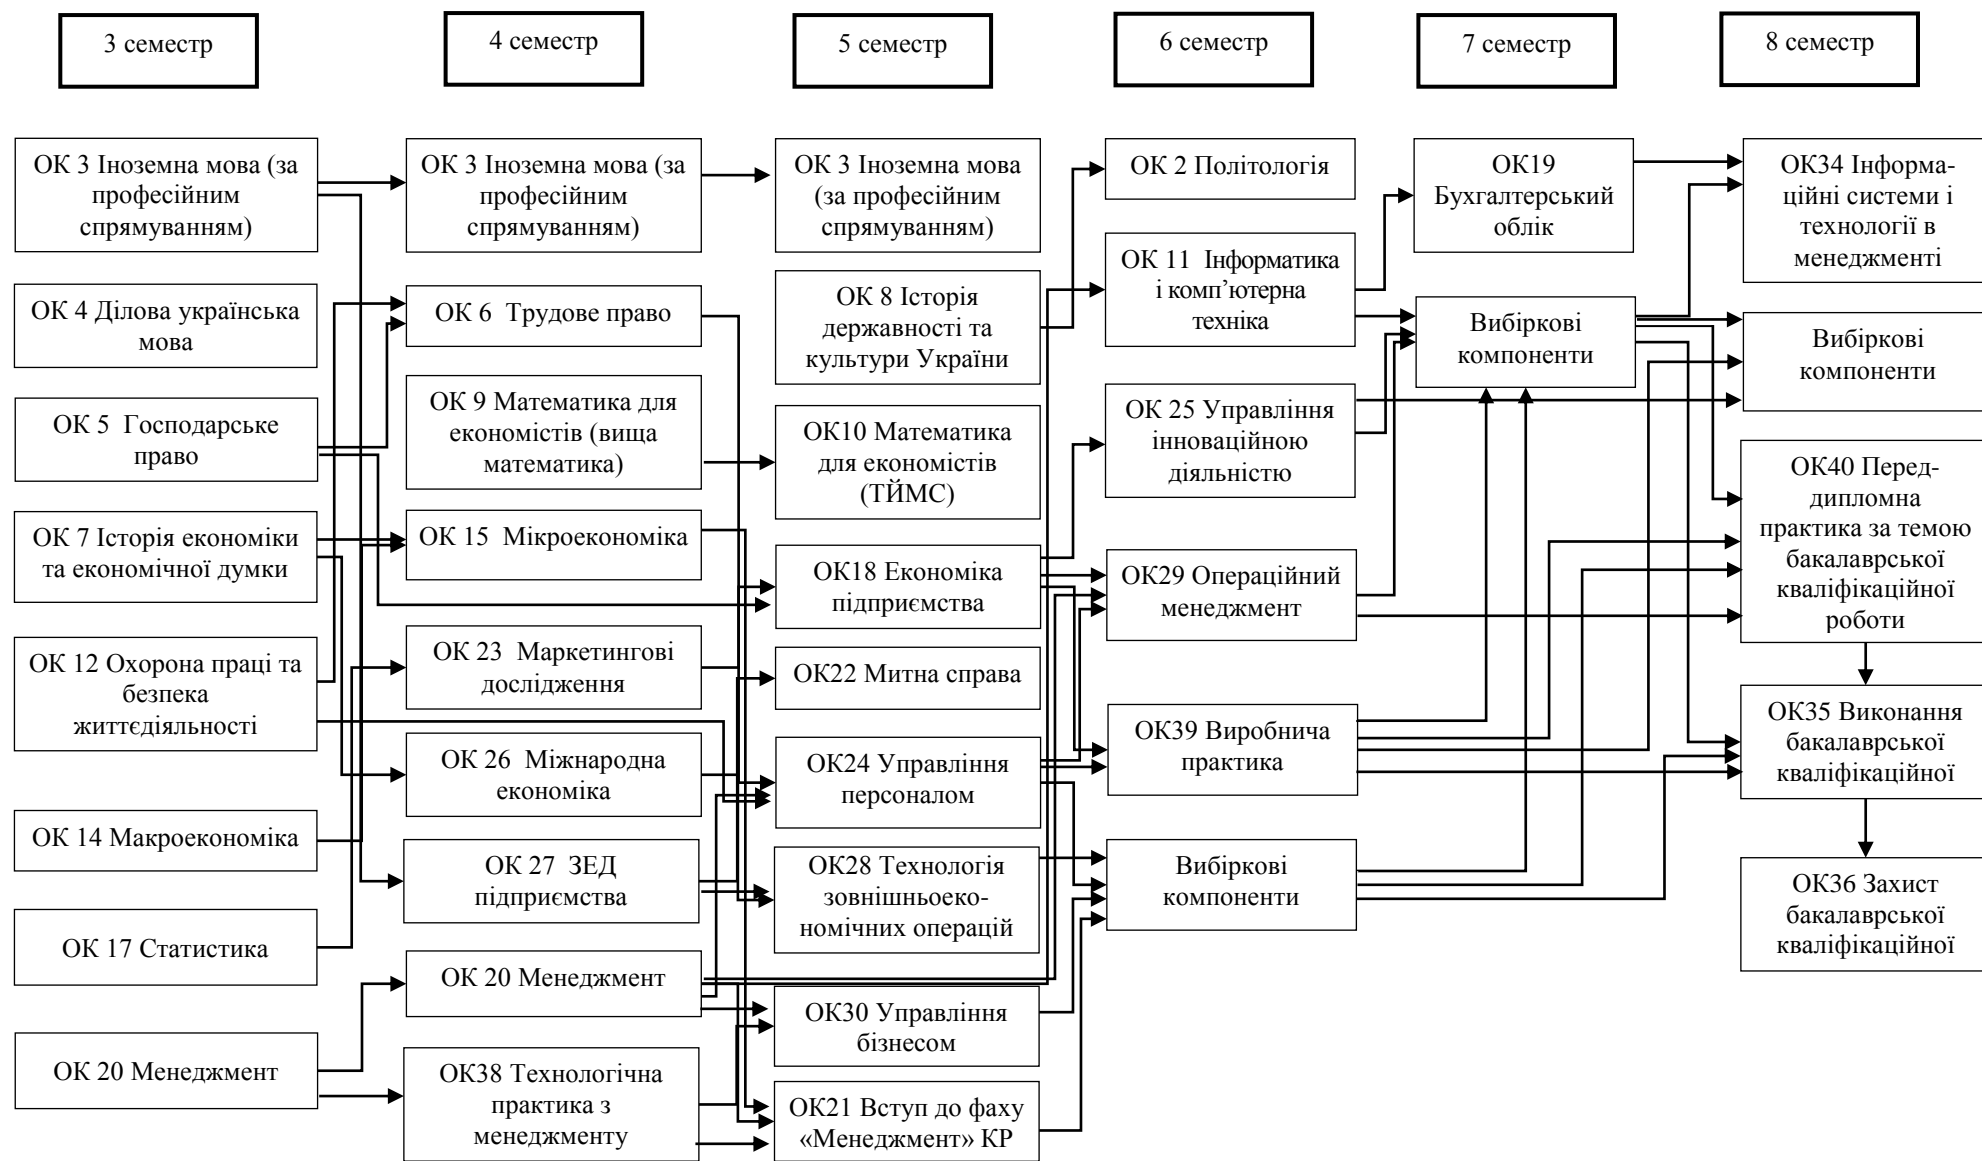 3 семестр
4 семестр
5 семестр
6 семестр
7 семестр
8 семестр
ОК 3 Іноземна мова (за
професійним
спрямуванням)
ОК 4 Ділова українська
мова
ОК 5 Господарське
право
ОК 7 Історія економіки
та економічної думки
ОК 12 Охорона праці та
безпека
життєдіяльності
ОК 14 Макроекономіка
ОК 17 Статистика
ОК 20 Менеджмент
ОК 3 Іноземна мова (за
професійним
спрямуванням)
ОК 6 Трудове право
ОК 9 Математика для
економістів (вища
математика)
ОК 15 Мікроекономіка
ОК 23 Маркетингові
дослідження
ОК 26 Міжнародна
економіка
ОК 27 ЗЕД
підприємства
ОК 20 Менеджмент
ОК38 Технологічна
практика з
менеджменту
ОК 3 Іноземна мова
(за професійним
спрямуванням)
ОК 8 Історія
державності та
культури України
ОК10 Математика
для економістів
(ТЙМС)
ОК18 Економіка
підприємства
ОК22 Митна справа
ОК24 Управління
персоналом
ОК28 Технологія
зовнішньоеко-
номічних операцій
ОК30 Управління
бізнесом
ОК21 Вступ до фаху
«Менеджмент» КР
ОК 2 Політологія
ОК 11 Інформатика
і комп’ютерна
техніка
ОК 25 Управління
інноваційною
діяльністю
ОК29 Операційний
менеджмент
ОК39 Виробнича
практика
Вибіркові
компоненти
ОК19
Бухгалтерський
облік
Вибіркові
компоненти
ОК34 Інформа-
ційні системи і
технології в
менеджменті
Вибіркові
компоненти
ОК40 Перед-
дипломна
практика за темою
бакалаврської
кваліфікаційної
роботи
ОК35 Виконання
бакалаврської
кваліфікаційної
ОК36 Захист
бакалаврської
кваліфікаційної